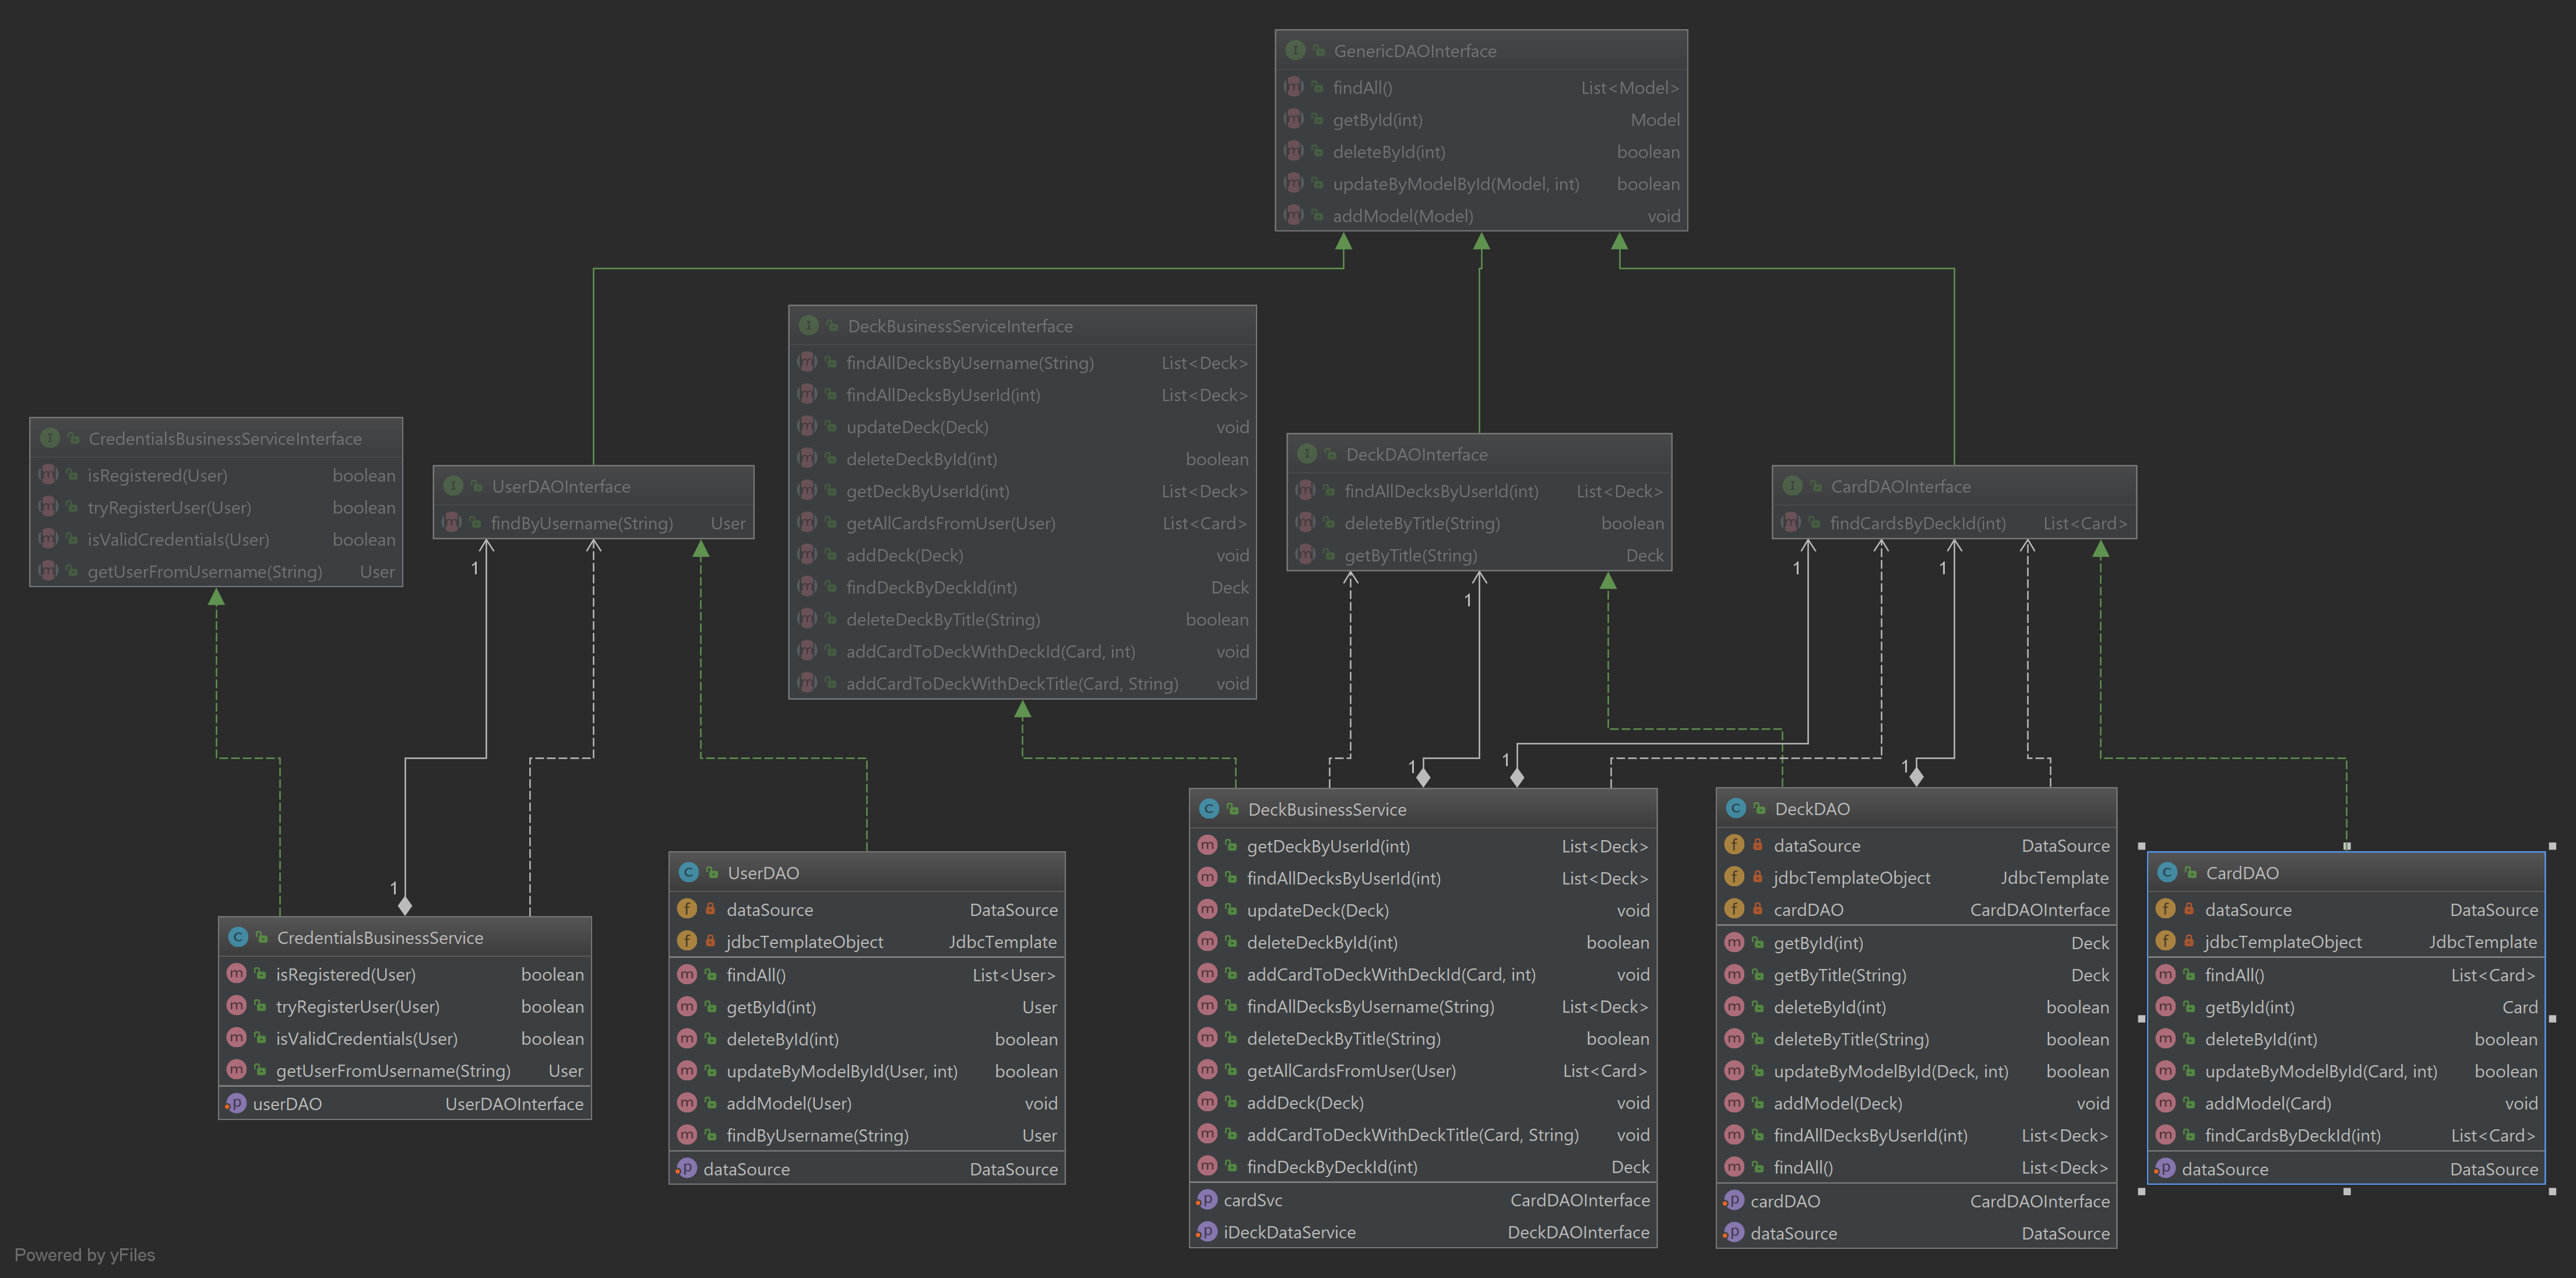 GenericDAOInterface
findAll() List<Model>
getById(int) Model
deleteById(int) boolean
updateByModelById(Model, int) boolean
addModel(Model) void
DeckBusinessServiceInterface
findAllDecksByUsername(String) List<Deck>
findAllDecksByUserId(int) List<Deck>
updateDeck(Deck) void
deleteDeckById(int) boolean
getDeckByUserId(int) List<Deck>
getAllCardsFromUser(User) List<Card>
addDeck(Deck) void
findDeckByDeckId(int) Deck
deleteDeckByTitle(String) boolean
addCardToDeckWithDeckId(Card, int) void
addCardToDeckWithDeckTitle(Card, String) void
CredentialsBusinessServiceInterface
isRegistered(User) boolean
tryRegisterUser(User) boolean
isValidCredentials(User) boolean
getUserFromUsername(String) User
UserDAOInterface
findByUsername(String) User
DeckDAOInterface
findAllDecksByUserId(int) List<Deck>
deleteByTitle(String) boolean
getByTitle(String) Deck
CardDAOInterface
findCardsByDeckId(int) List<Card>
1
1
1
1
1
1
1
1
CredentialsBusinessService
isRegistered(User) boolean
tryRegisterUser(User) boolean
isValidCredentials(User) boolean
getUserFromUsername(String) User
userDAO UserDAOInterface
UserDAO
dataSource DataSource
jdbcTemplateObject JdbcTemplate
findAll() List<User>
getById(int) User
deleteById(int) boolean
updateByModelById(User, int) boolean
addModel(User) void
findByUsername(String) User
dataSource DataSource
DeckBusinessService
getDeckByUserId(int) List<Deck>
findAllDecksByUserId(int) List<Deck>
updateDeck(Deck) void
deleteDeckById(int) boolean
addCardToDeckWithDeckId(Card, int) void
findAllDecksByUsername(String) List<Deck>
deleteDeckByTitle(String) boolean
getAllCardsFromUser(User) List<Card>
addDeck(Deck) void
addCardToDeckWithDeckTitle(Card, String) void
findDeckByDeckId(int) Deck
cardSvc CardDAOInterface
iDeckDataService DeckDAOInterface
DeckDAO
dataSource DataSource
jdbcTemplateObject JdbcTemplate
cardDAO CardDAOInterface
getById(int) Deck
getByTitle(String) Deck
deleteById(int) boolean
deleteByTitle(String) boolean
updateByModelById(Deck, int) boolean
addModel(Deck) void
findAllDecksByUserId(int) List<Deck>
findAll() List<Deck>
cardDAO CardDAOInterface
dataSource DataSource
CardDAO
dataSource DataSource
jdbcTemplateObject JdbcTemplate
findAll() List<Card>
getById(int) Card
deleteById(int) boolean
updateByModelById(Card, int) boolean
addModel(Card) void
findCardsByDeckId(int) List<Card>
dataSource DataSource
Powered by yFiles